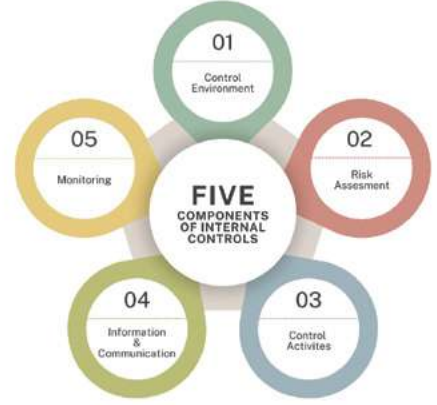 01
Control
Environment
02
Risk
Assesment
03
Control
Activites
04
Information
&
Communication
05
Monitoring
FIVE
COMPONENTS
OF INTERNAL
CONTROLS